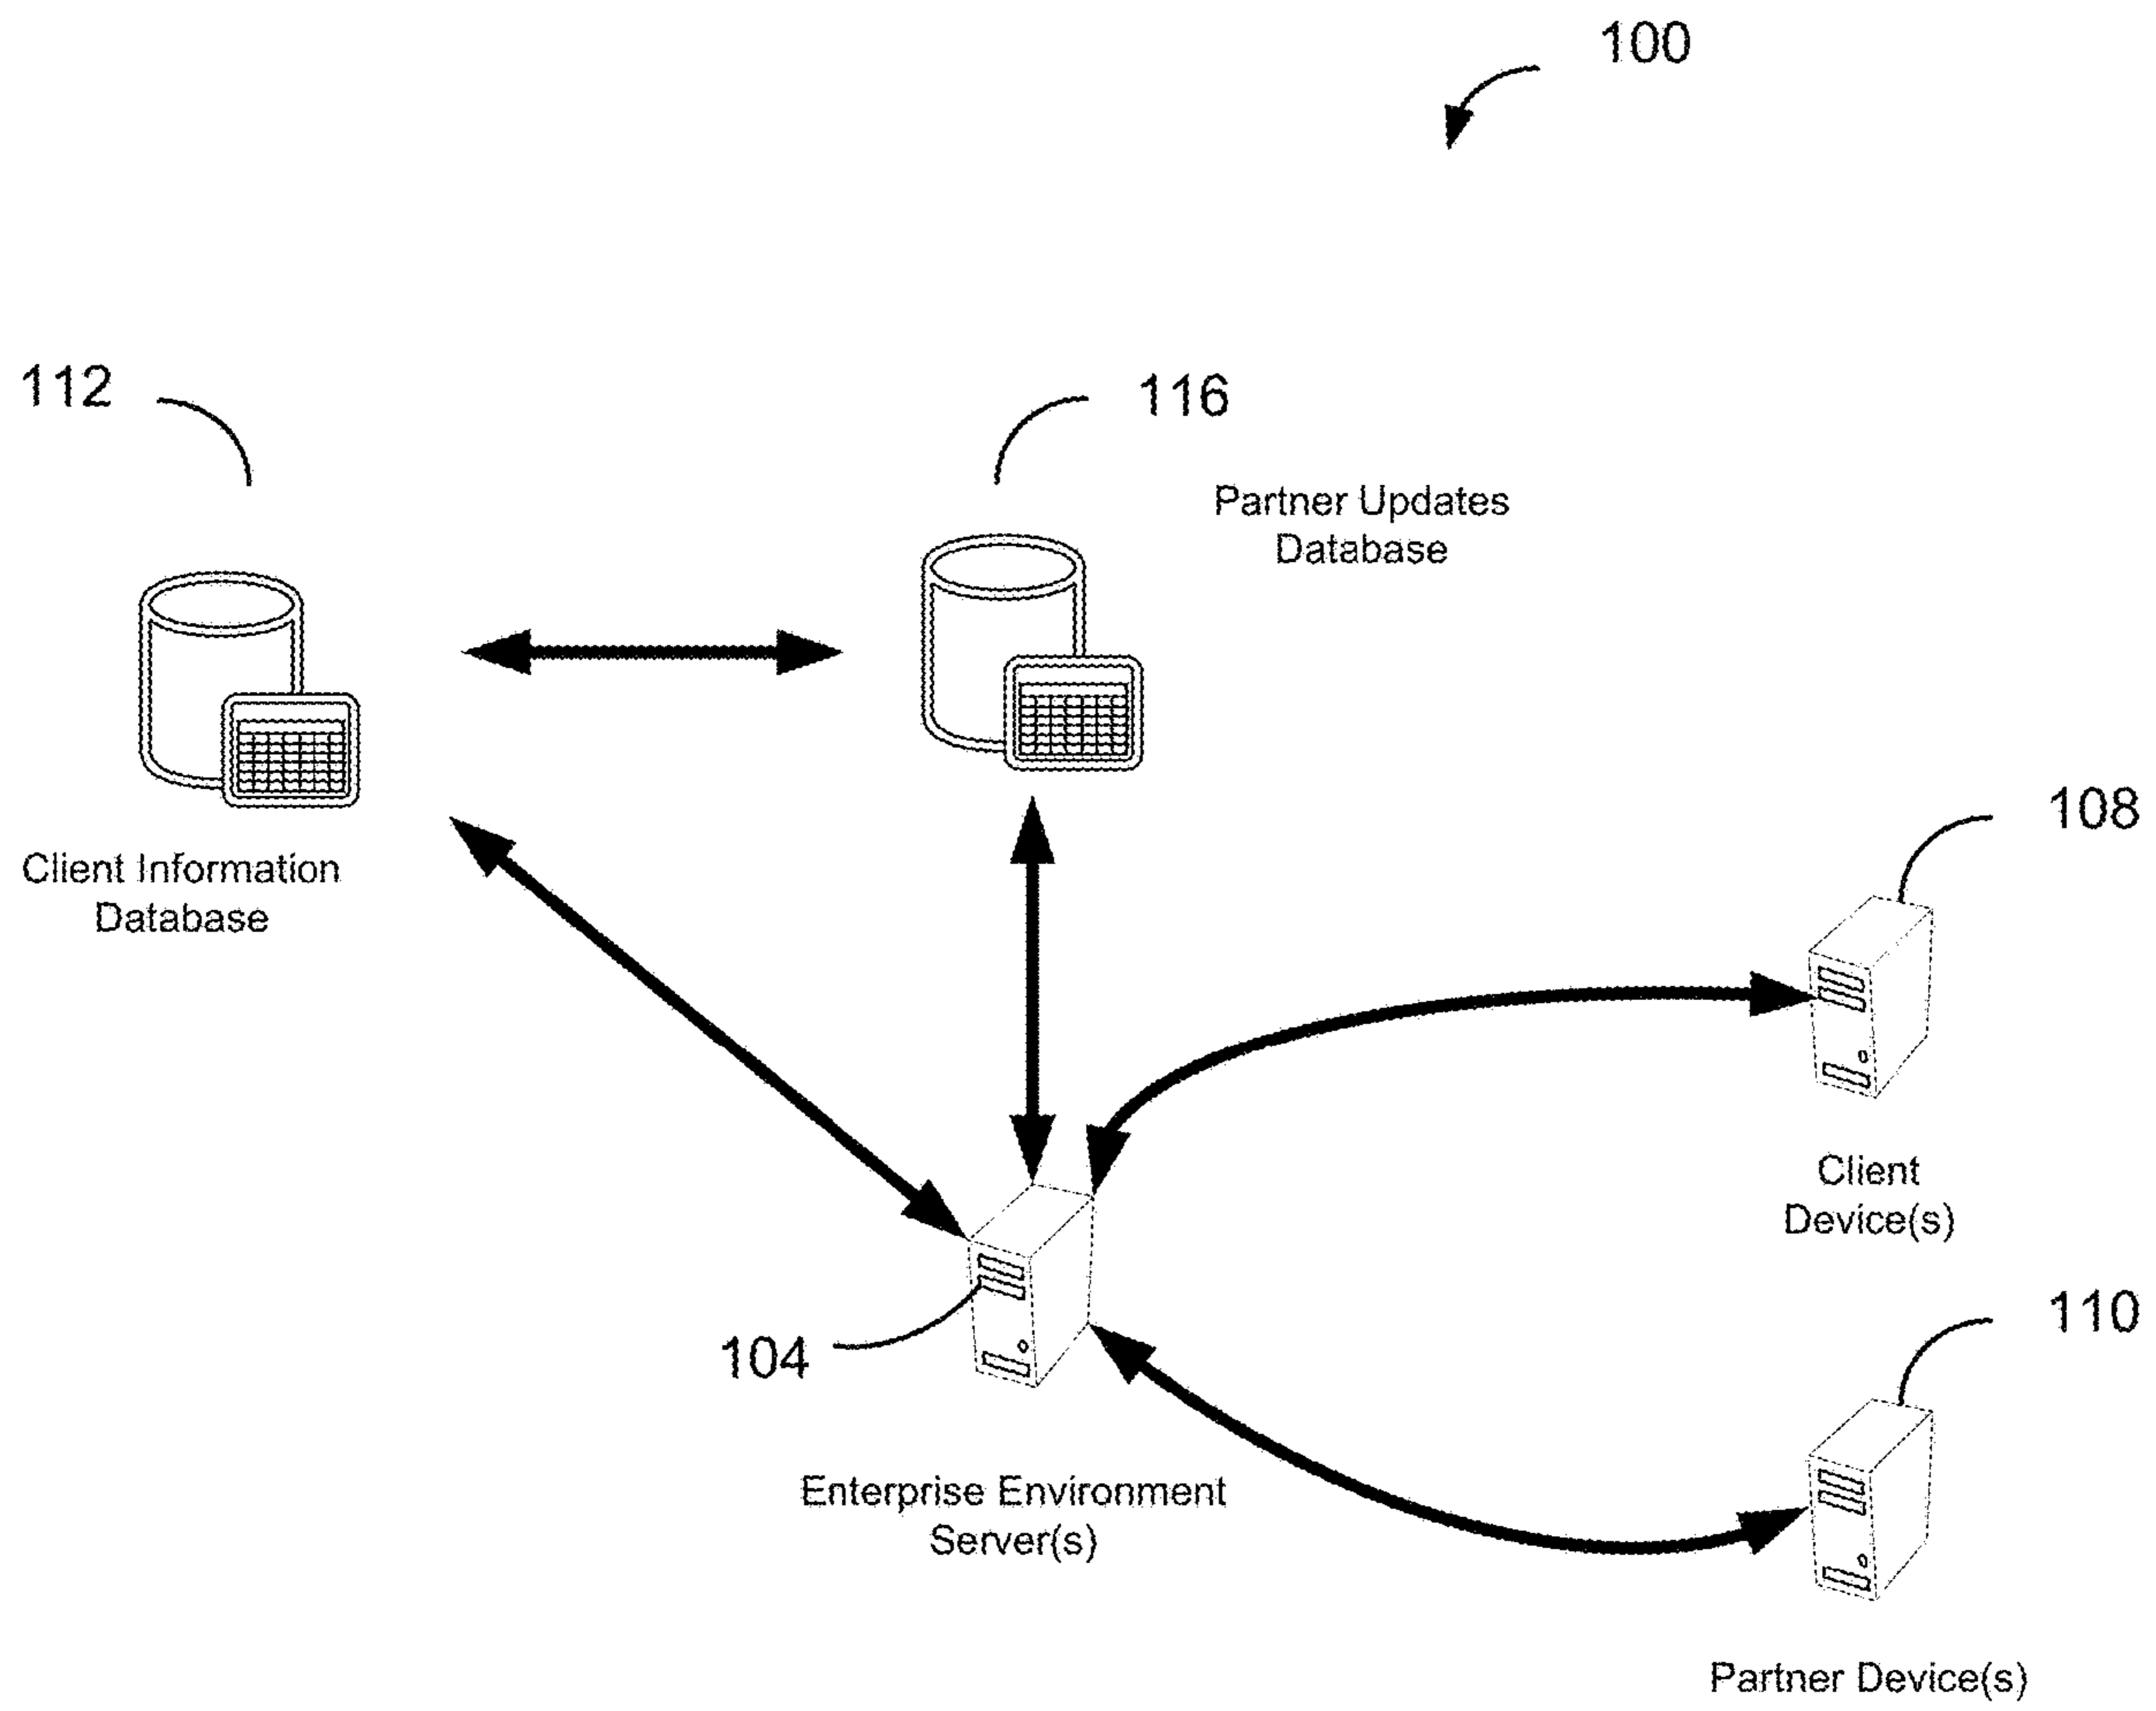 100
112
116
Partner Updates
Database
108
Client Information
Database
Client
Device(s)
104
110
Enterprise Environment
Server(s)
Partner Device(s)